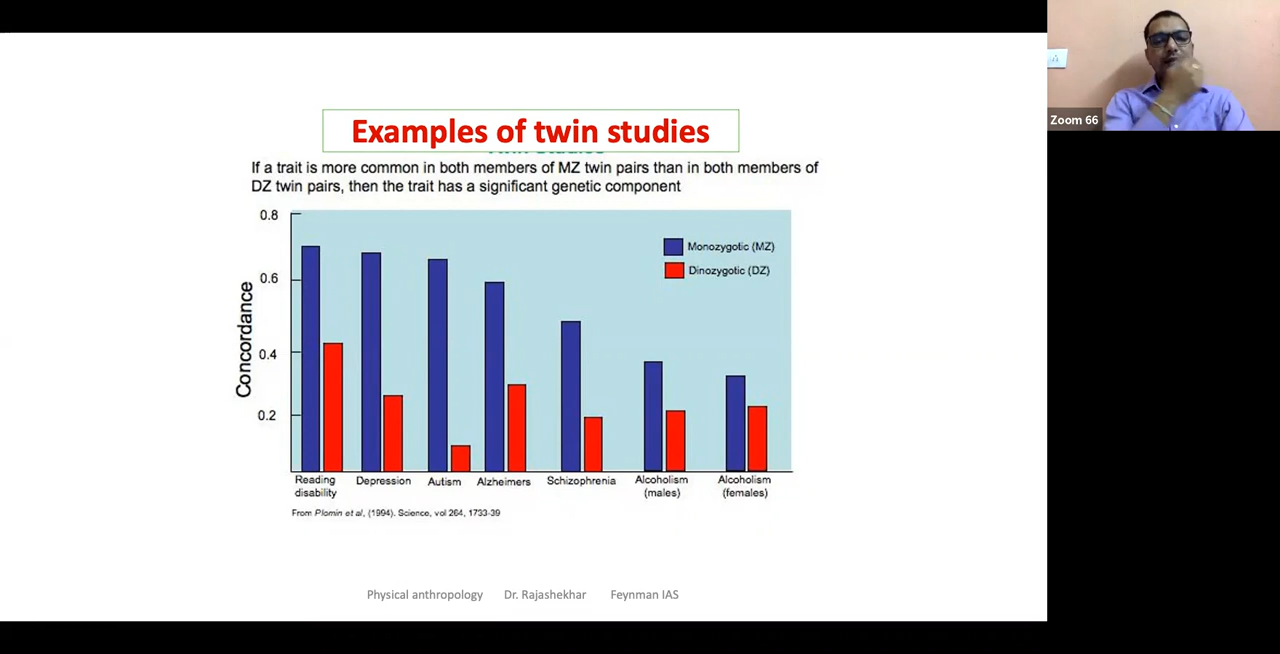 Examples of twin studies
If a trait is more common in both members of MZ twin pairs than in both members of
DZ twin pairs, then the trait has a significant genetic component
0.8
0.6
0.4
0.2
Concordance
Monozygotic (MZ)
Dinozygotic (DZ)
Reading
disability
Depression
Autism
Alzheimers
Schizophrenia
Alcoholism
(males)
Alcoholism
(females)
From Plomin et al, (1994). Science, vol 264, 1733-39
Physical anthropology Dr. Rajashekhar Feynman IAS
Zoom 66